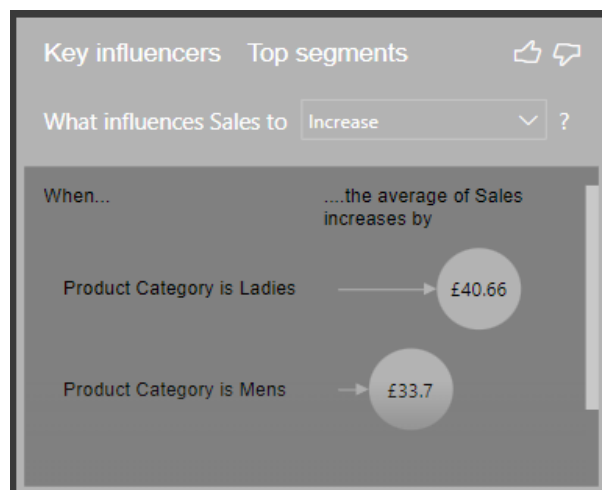 Key influencers Top segments
What influences Sales to Increase ?
When...
....the average of Sales
increases by
Product Category is Ladies £40.66
Product Category is Mens £33.7